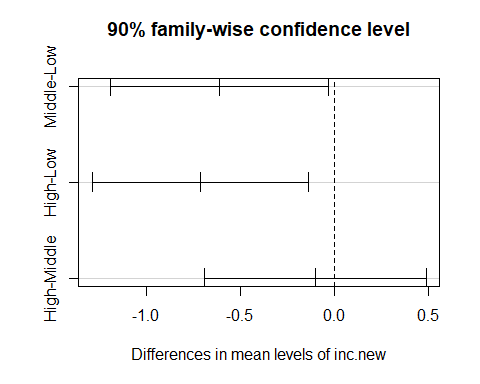 90% family-wise confidence level
Middle-Low
High-Low
High-Middle
-1.0 -0.5 0.0 0.5
Differences in mean levels of inc.new